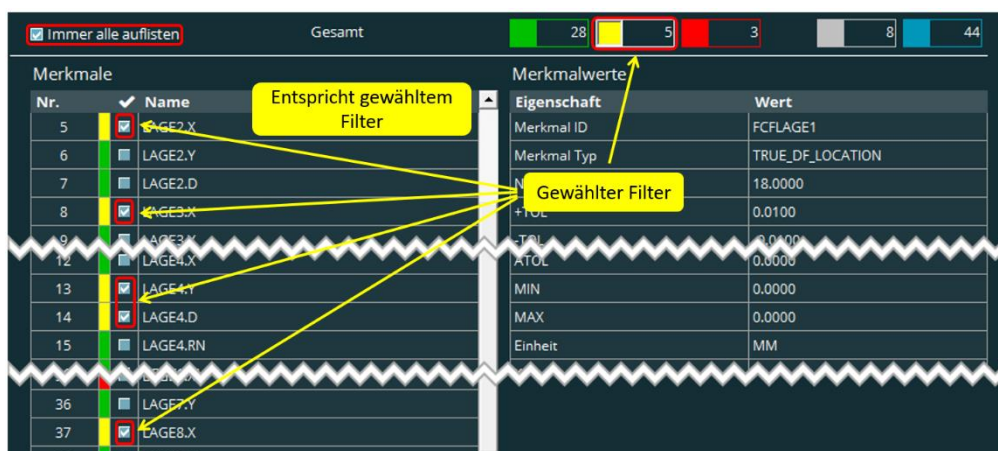 Immer alle auflisten Gesamt 28 5 3 8 44
Merkmale
Nr. Name
5 LAGE2.X
6 LAGE2.Y
7 LAGE2.D
8 LAGE3.X
12 LAGE4.X
13 LAGE4.Y
14 LAGE4.D
15 LAGE4.RN
36 LAGE7.Y
37 LAGE8.X
Entspricht gewähltem
Filter
Merkmalwerte
Eigenschaft Wert
Merkmal ID FCFLAGE1
Merkmal Typ TRUE_DF_LOCATION
18.0000
+TOL 0.0100
ATOL 0.0000
MIN 0.0000
MAX 0.0000
Einheit MM
Gewählter Filter